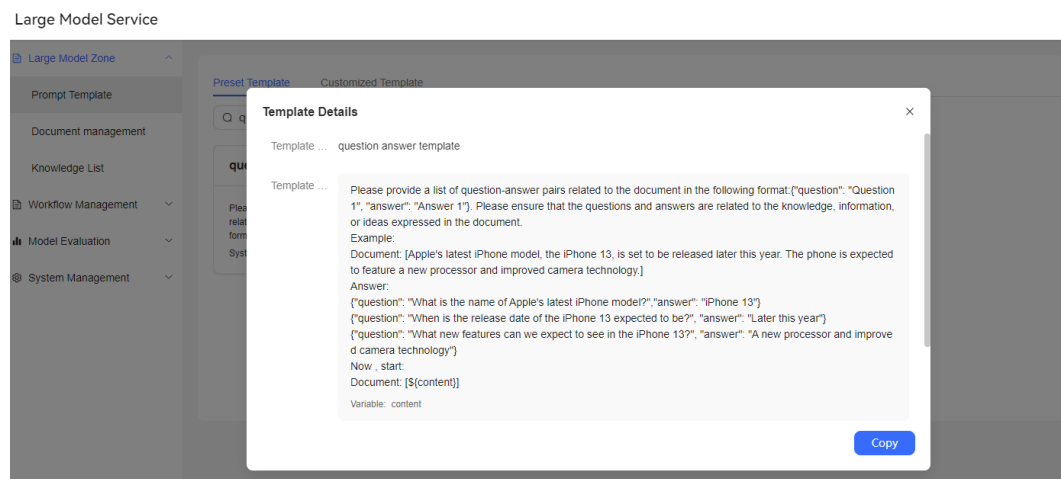 Large Model Service
Large Model Zone
Prompt Template
Document management
Knowledge List
Workflow Management
Model Evaluation
System Management
Preset Template
Customized Template
q
que
Plea
relat
form
Syst
Template Details
Template ...
question answer template
Template ...
Please provide a list of question-answer pairs related to the document in the following format:{"question": "Question
1", "answer": "Answer 1"}. Please ensure that the questions and answers are related to the knowledge, information,
or ideas expressed in the document.
Example:
Document: [Apple's latest iPhone model, the iPhone 13, is set to be released later this year. The phone is expected
to feature a new processor and improved camera technology.]
Answer:
{"question": "What is the name of Apple's latest iPhone model?","answer": "iPhone 13"}
{"question": "When is the release date of the iPhone 13 expected to be?", "answer": "Later this year"}
{"question": "What new features can we expect to see in the iPhone 13?", "answer": "A new processor and improve
d camera technology"}
Now , start:
Document: [${content}]
Variable: content
Copy